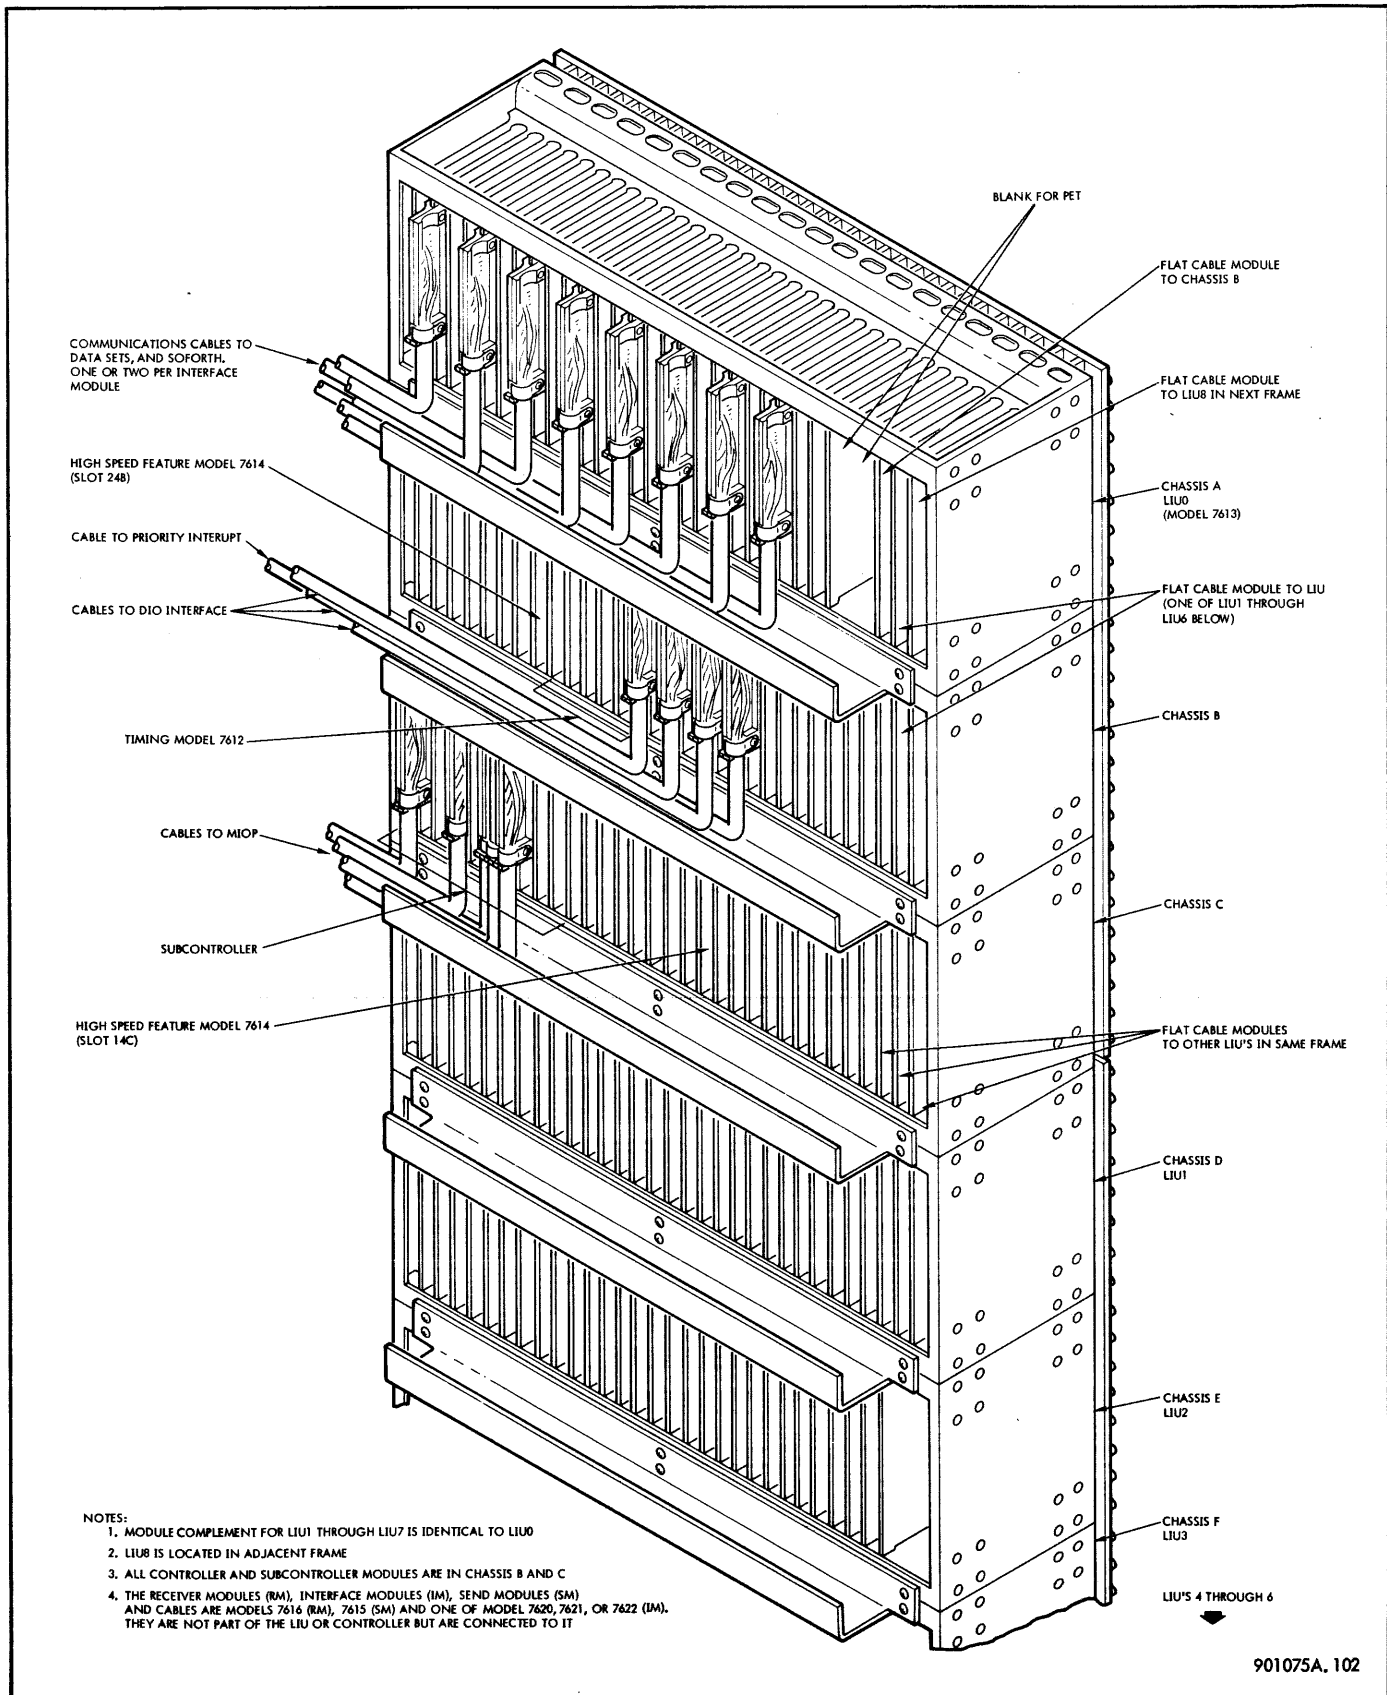 BLANK FOR PET
FLAT CABLE MODULE
TO CHASSIS B
COMMUNICATIONS CABLES TO
DATA SETS, AND SOFORTH.
ONE OR TWO PER INTERFACE
MODULE
FLAT CABLE MODULE
TO LIU8 IN NEXT FRAME
HIGH SPEED FEATURE MODEL 7614
(SLOT 24B)
CHASSIS A
LIU0
(MODEL 7613)
CABLE TO PRIORITY INTERUPT
CABLES TO DIO INTERFACE
FLAT CABLE MODULE TO LIU
(ONE OF LIU1 THROUGH
LIU6 BELOW)
CHASSIS B
TIMING MODEL 7612
CABLES TO MIOP
CHASSIS C
SUBCONTROLLER
HIGH SPEED FEATURE MODEL 7614
(SLOT 14C)
FLAT CABLE MODULES
TO OTHER LIU'S IN SAME FRAME
CHASSIS D
LIU1
CHASSIS E
LIU2
CHASSIS F
LIU3
LIU'S 4 THROUGH 6
NOTES:
1. MODULE COMPLEMENT FOR LIU1 THROUGH LIU7 IS IDENTICAL TO LIU0
2. LIU8 IS LOCATED IN ADJACENT FRAME
3. ALL CONTROLLER AND SUBCONTROLLER MODULES ARE IN CHASSIS B AND C
4. THE RECEIVER MODULES (RM), INTERFACE MODULES (IM), SEND MODULES (SM)
AND CABLES ARE MODELS 7616 (RM), 7615 (SM) AND ONE OF MODEL 7620, 7621, OR 7622 (IM).
THEY ARE NOT PART OF THE LIU OR CONTROLLER BUT ARE CONNECTED TO IT
901075A. 102